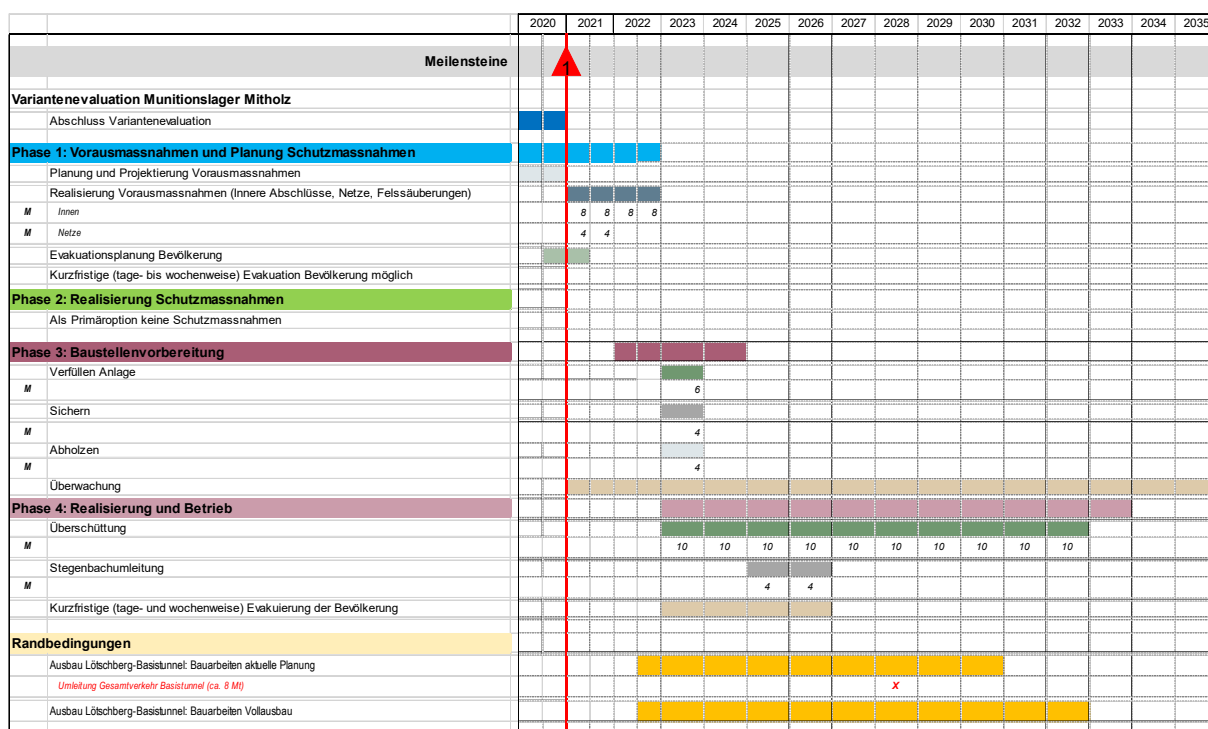 2020 2021 2022 2023 2024 2025 2026 2027 2028 2029 2030 2031 2032 2033 2034 2035
Meilensteine 1
Variantenevaluation Munitionslager Mitholz
Abschluss Variantenevaluation
Phase 1: Vorausmassnahmen und Planung Schutzmassnahmen
Planung und Projektierung Vorausmassnahmen
Realisierung Vorausmassnahmen (Innere Abschlüsse, Netze, Felssäuberungen)
M Innen 8 8 8 8
M Netze 4 4
Evakuationsplanung Bevölkerung
Kurzfristige (tage- bis wochenweise) Evakuation Bevölkerung möglich
Phase 2: Realisierung Schutzmassnahmen
Als Primäroption keine Schutzmassnahmen
Phase 3: Baustellenvorbereitung
Verfüllen Anlage
M 6
Sichern
M 4
Abholzen
M 4
Überwachung
Phase 4: Realisierung und Betrieb
Überschüttung
M 10 10 10 10 10 10 10 10 10 10
Stegenbachumleitung
M 4 4
Kurzfristige (tage- und wochenweise) Evakuierung der Bevölkerung
Randbedingungen
Ausbau Lötschberg-Basistunnel: Bauarbeiten aktuelle Planung
Umleitung Gesamtverkehr Basistunnel (ca. 8 Mt) X
Ausbau Lötschberg-Basistunnel: Bauarbeiten Vollausbau